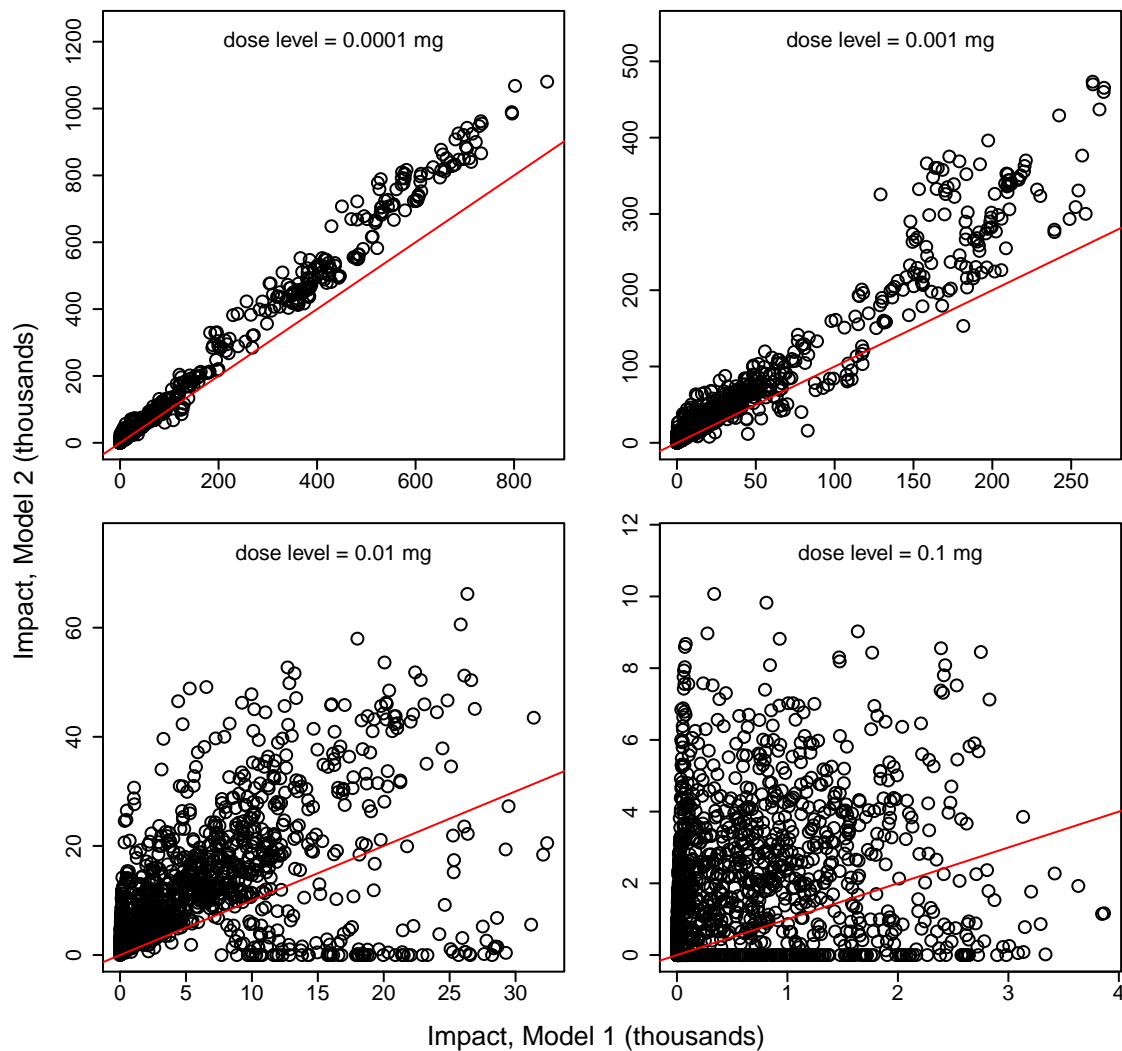 dose level = 0.0001 mg
0 200 400 600 800 1000 1200
0 200 400 600 800
dose level = 0.001 mg
0 100 200 300 400 500
0 50 100 150 200 250
dose level = 0.01 mg
0 20 40 60
0 5 10 15 20 25 30
dose level = 0.1 mg
0 2 4 6 8 10 12
0 1 2 3 4
Impact, Model 2 (thousands)
Impact, Model 1 (thousands)